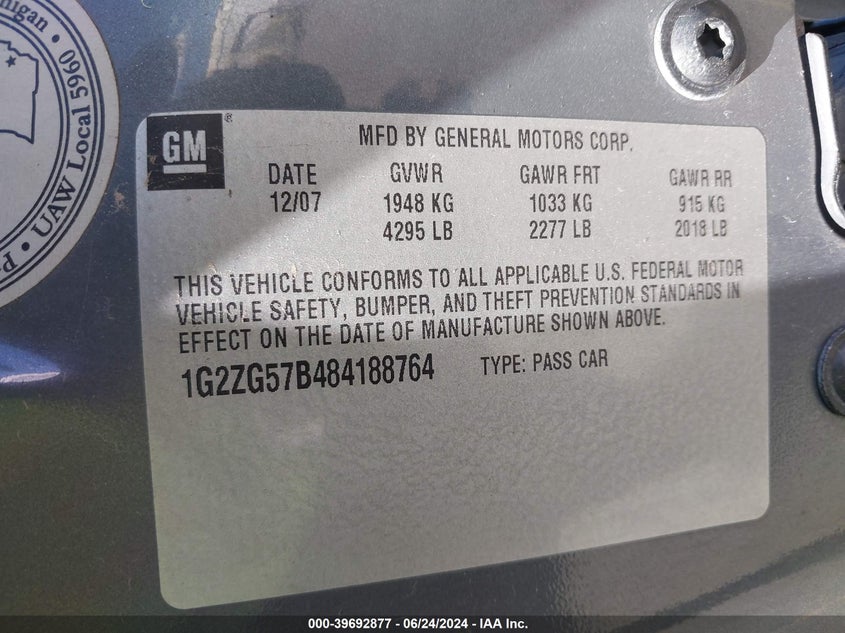 higan • UAW Local 5960 • P
GM
®
MFD BY GENERAL MOTORS CORP.
DATE GVWR GAWR FRT GAWR RR
12/07 1948 KG 1033 KG 915 KG
4295 LB 2277 LB 2018 LB
THIS VEHICLE CONFORMS TO ALL APPLICABLE U.S. FEDERAL MOTOR
VEHICLE SAFETY, BUMPER, AND THEFT PREVENTION STANDARDS IN
EFFECT ON THE DATE OF MANUFACTURE SHOWN ABOVE.
1G2ZG57B484188764 TYPE: PASS CAR
000-39692877 - 06/24/2024 - IAA Inc.